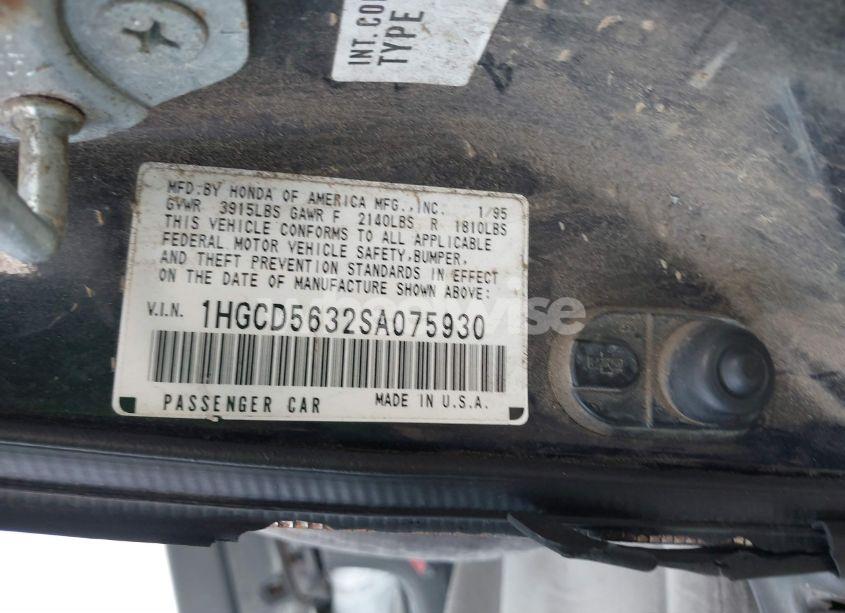 INT. CO
TYPE
MFD. BY HONDA OF AMERICA MFG., INC. 1/95
GVWR 3915LBS GAWR F 2140LBS R 1810LBS
THIS VEHICLE CONFORMS TO ALL APPLICABLE
FEDERAL MOTOR VEHICLE SAFETY, BUMPER,
AND THEFT PREVENTION STANDARDS IN EFFECT
ON THE DATE OF MANUFACTURE SHOWN ABOVE:
V.I.N. 1HGCD5632SA075930
PASSENGER CAR MADE IN U.S.A.